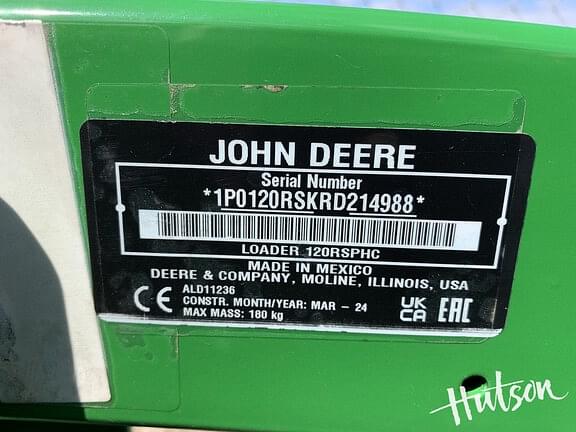 JOHN DEERE
Serial Number
*1P0120RSKRD214988*
LOADER 120RSPHC
MADE IN MEXICO
DEERE & COMPANY, MOLINE, ILLINOIS, USA
CE ALD11236
CONSTR. MONTH/YEAR: MAR - 24
MAX MASS: 160 kg
UK CA EAC
Hutson